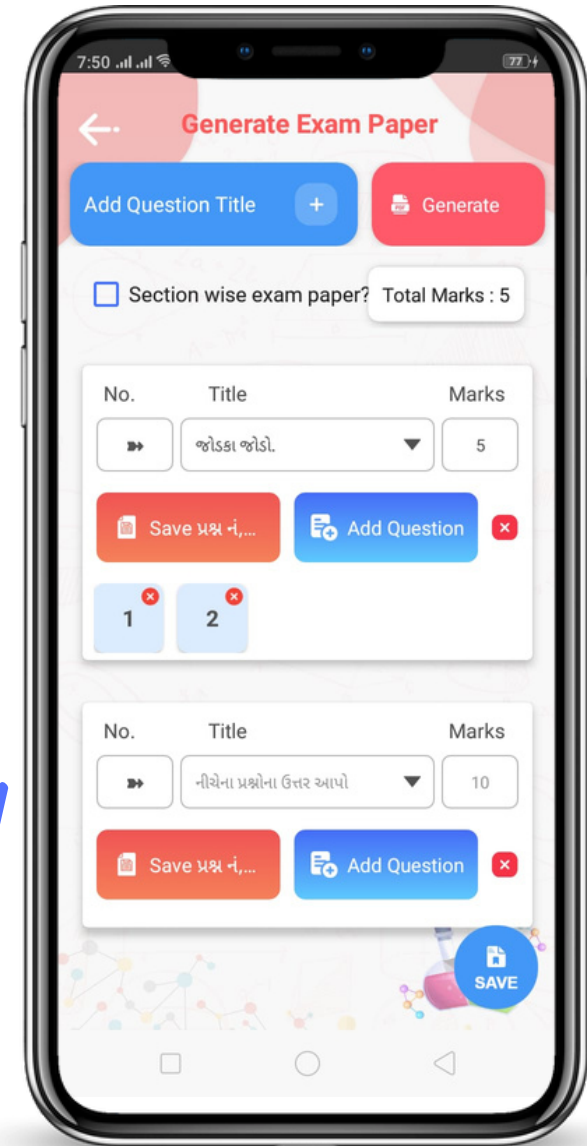 7:50
77
Generate Exam Paper
Add Question Title +
PDF Generate
Section wise exam paper? Total Marks : 5
No. Title Marks
જોડકા જોડો. 5
Save પ્રશ્ન નં,... Add Question
1 2
No. Title Marks
નીચેના પ્રશ્નોના ઉત્તર આપો 10
Save પ્રશ્ન નં,... Add Question
SAVE